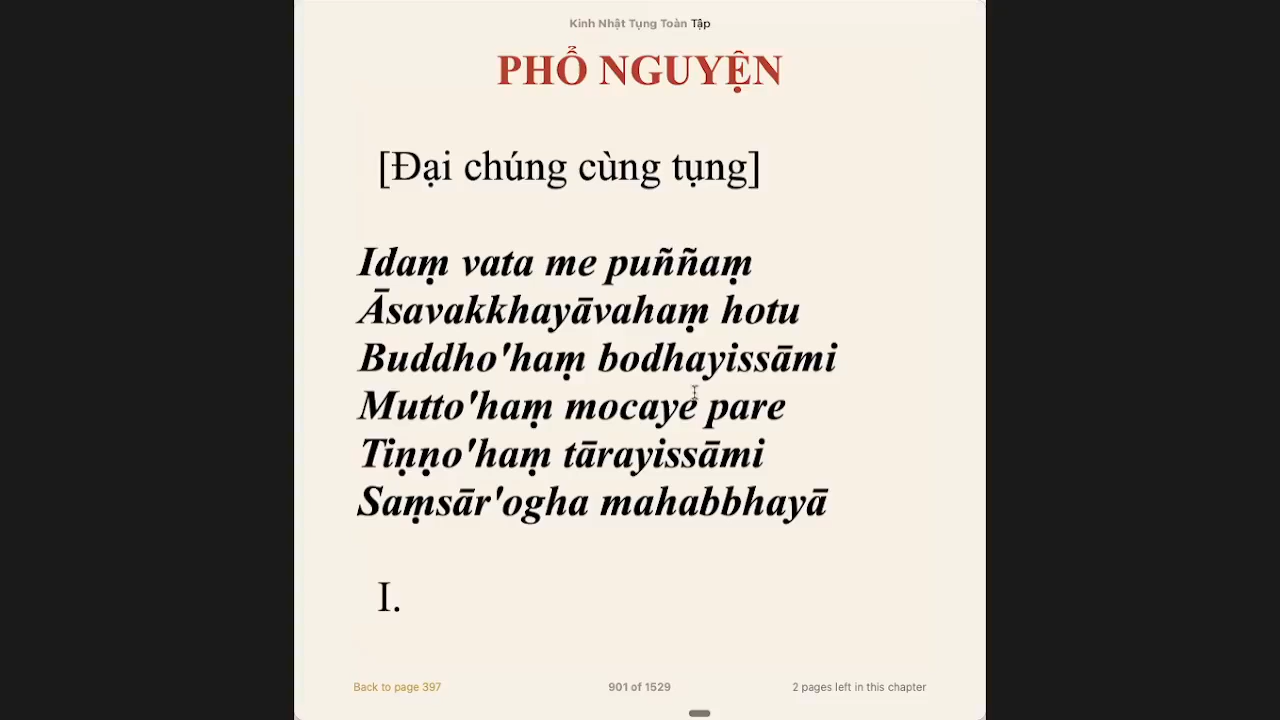 Kinh Nhật Tụng Toàn Tập
PHỔ NGUYỆN
[Đại chúng cùng tụng]
Idaṃ vata me puññaṃ
Āsavakkhayāvahaṃ hotu
Buddho'haṃ bodhayissāmi
Mutto'haṃ mocaye pare
Tiṇṇo'haṃ tārayissāmi
Saṃsār'ogha mahabbhayā
I.
Back to page 397
901 of 1529
2 pages left in this chapter